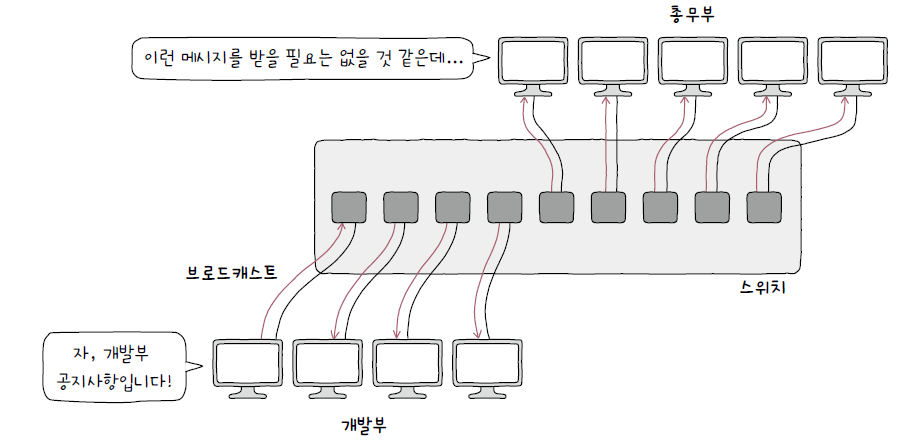 총무부
이런 메시지를 받을 필요는 없을 것 같은데...
브로드캐스트
스위치
자, 개발부
공지사항입니다!
개발부